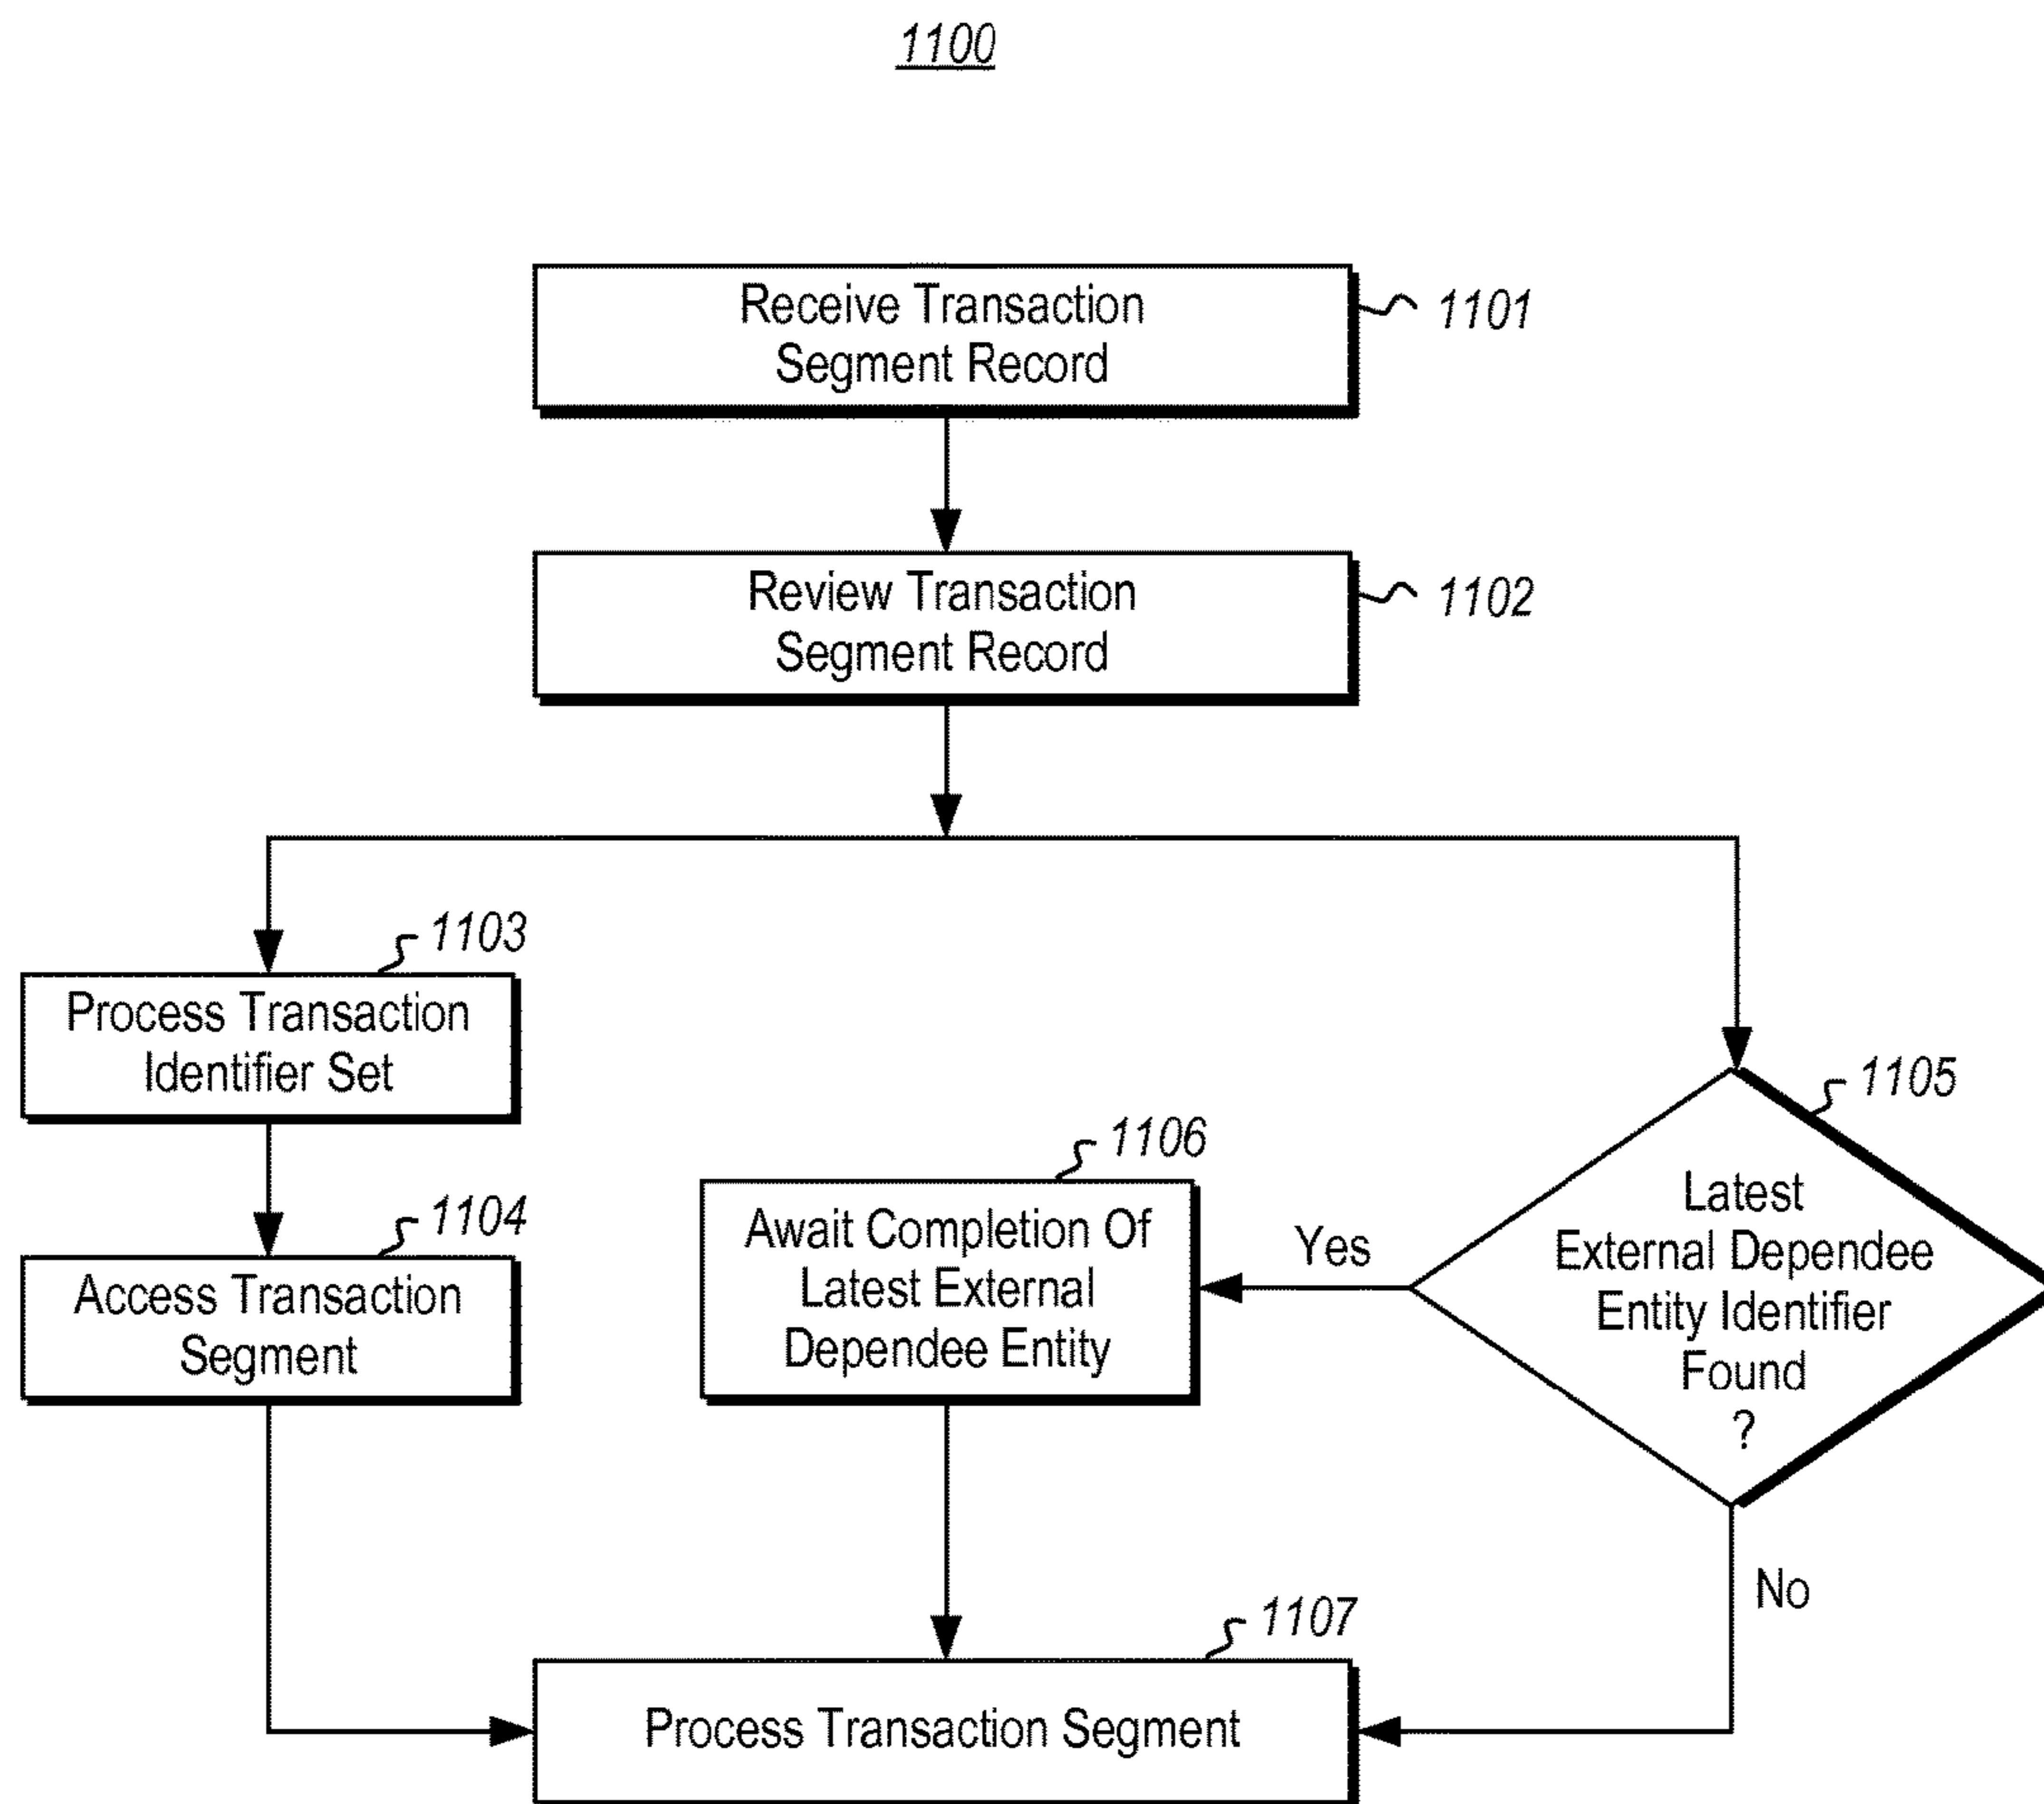 1100
Receive Transaction
Segment Record
1101
Review Transaction
Segment Record
1102
1103
Process Transaction
Identifier Set
1104
Access Transaction
Segment
1105
Latest
External Dependee
Entity Identifier
Found
?
Yes
1106
Await Completion Of
Latest External
Dependee Entity
No
1107
Process Transaction Segment